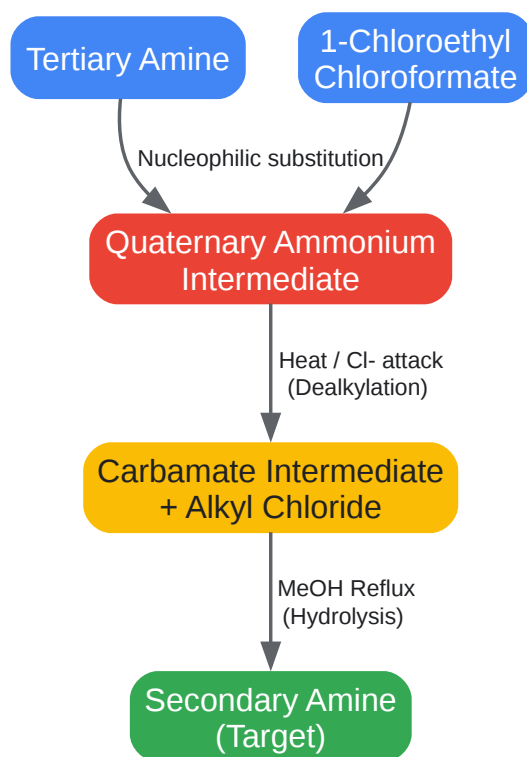 Tertiary Amine
1-Chloroethyl
Chloroformate
Nucleophilic substitution
Quaternary Ammonium
Intermediate
Heat / Cl- attack
(Dealkylation)
Carbamate Intermediate
+ Alkyl Chloride
MeOH Reflux
(Hydrolysis)
Secondary Amine
(Target)